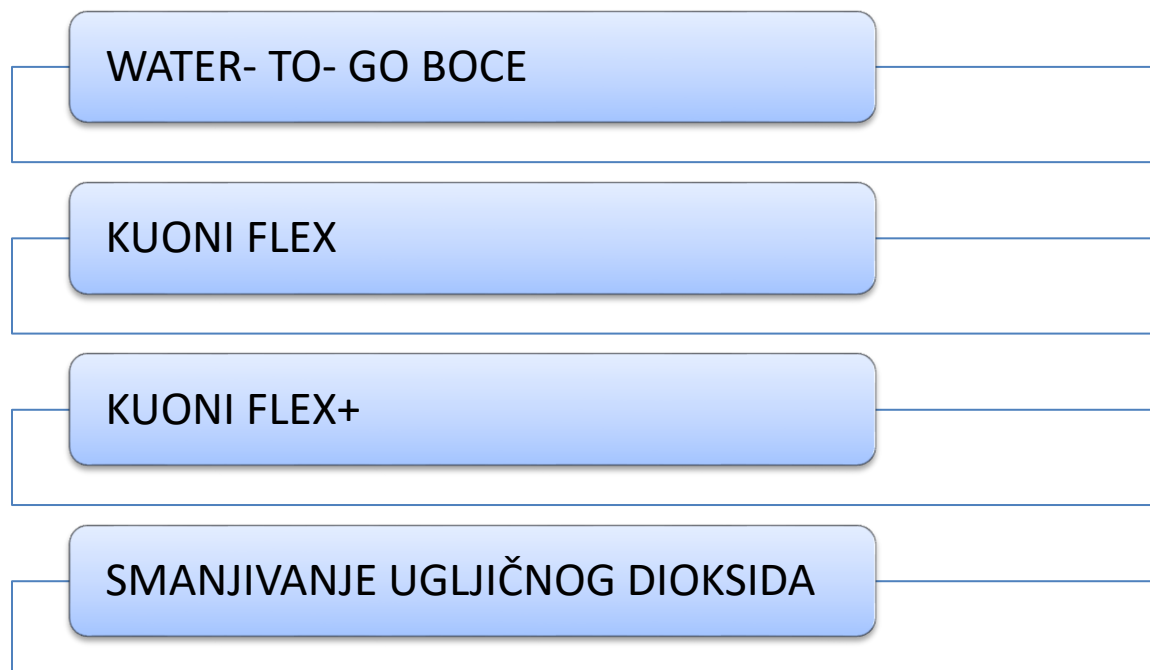 WATER- TO- GO BOCE
KUONI FLEX
KUONI FLEX+
SMANJIVANJE UGLJIČNOG DIOKSIDA